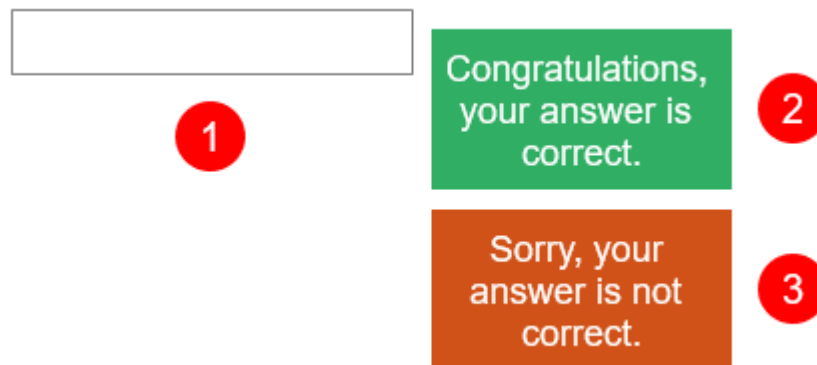 Congratulations,
your answer is
correct.
2
1
Sorry, your
answer is not
correct.
3